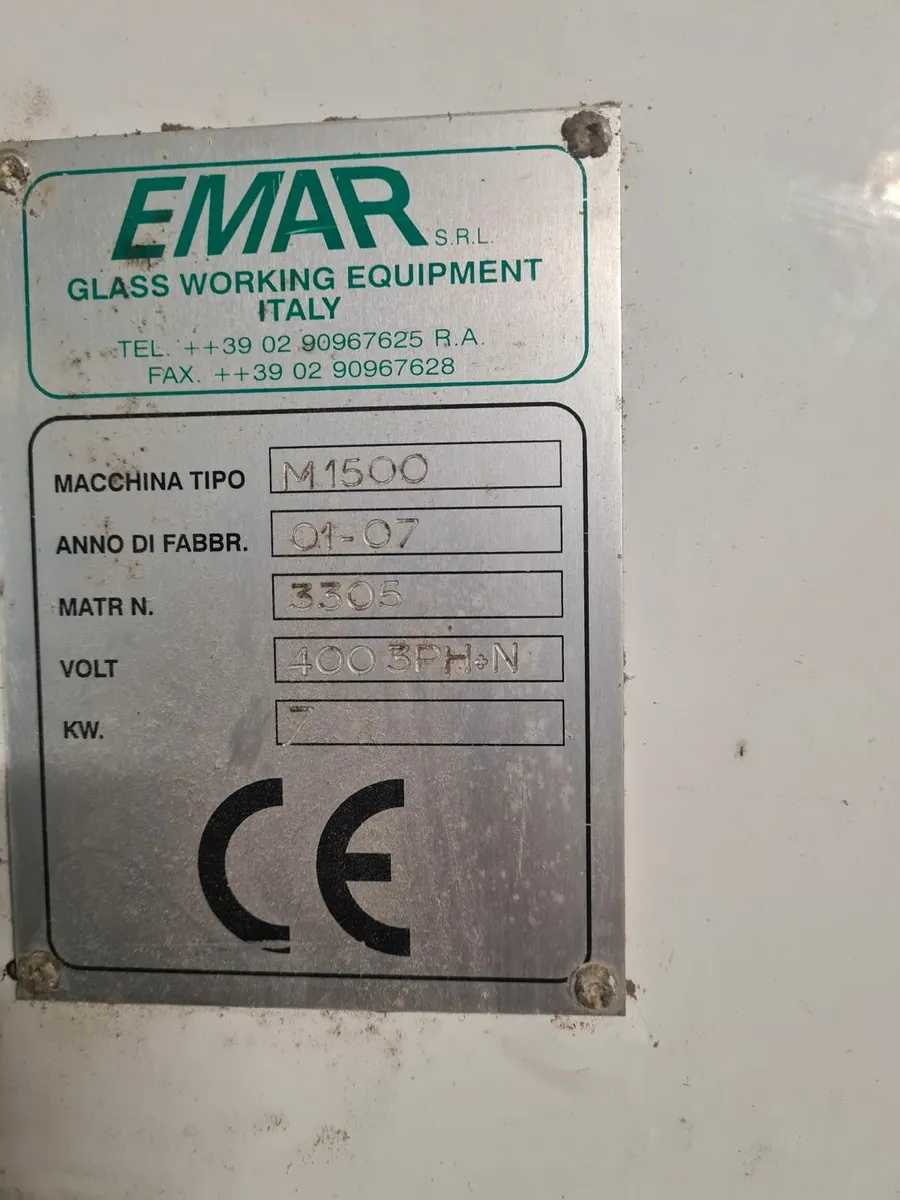 EMAR S.R.L.
GLASS WORKING EQUIPMENT
ITALY
TEL. ++39 02 90967625 R.A.
FAX. ++39 02 90967628
MACCHINA TIPO M1500
ANNO DI FABBR. 01-07
MATR N. 3305
VOLT 400 3PH+N
KW. 7
CE